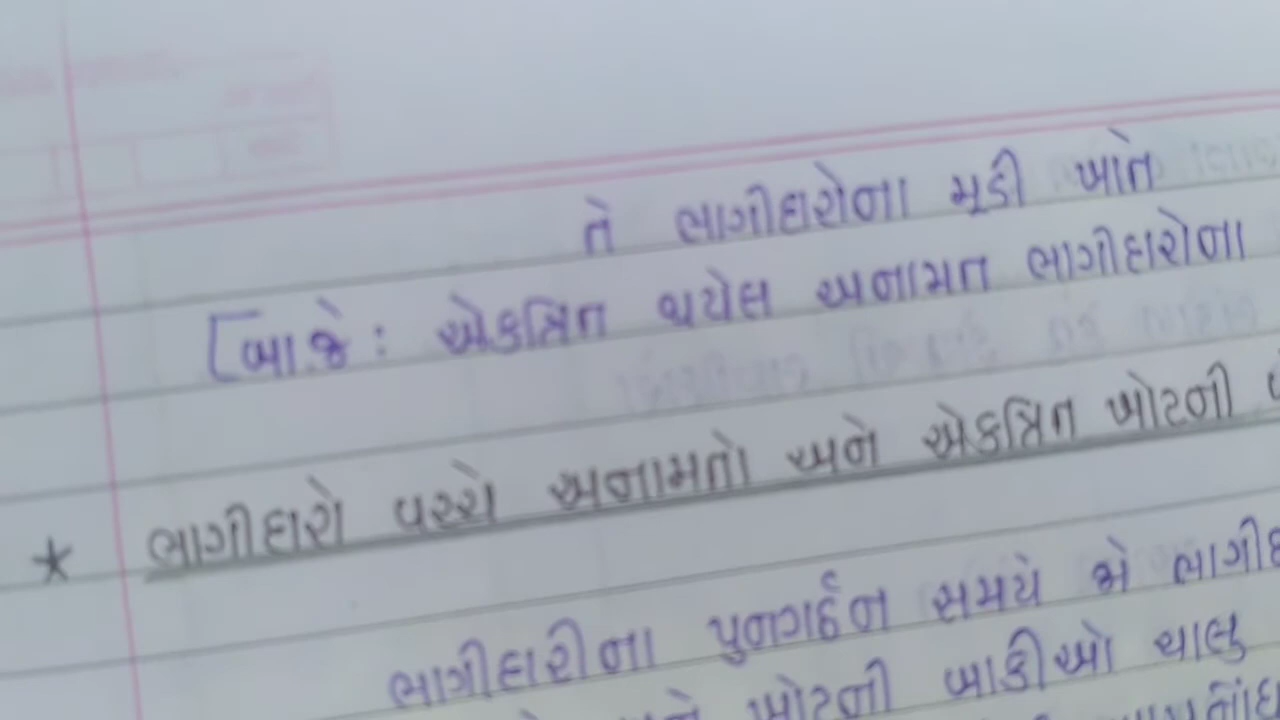 તે ભાગીદારોના મૂડી ખાતે
[બા.જે : એકત્રિત થયેલ અનામત ભાગીદારોના
★ ભાગીદારો વચ્ચે અનામતો અને એકત્રિત ખોટની
ભાગીદારીના પુનર્ગઠન સમયે જો
ખોટની બાકીઓ ચાલુ